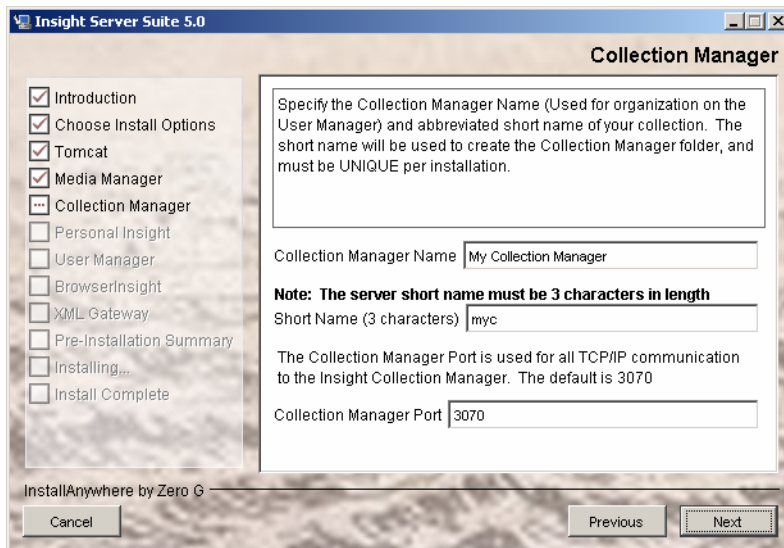 Insight Server Suite 5.0
Collection Manager
Introduction
Choose Install Options
Tomcat
Media Manager
Collection Manager
Personal Insight
User Manager
BrowserInsight
XML Gateway
Pre-Installation Summary
Installing...
Install Complete
Specify the Collection Manager Name (Used for organization on the
User Manager) and abbreviated short name of your collection. The
short name will be used to create the Collection Manager folder, and
must be UNIQUE per installation.
Collection Manager Name My Collection Manager
Note: The server short name must be 3 characters in length
Short Name (3 characters) myc
The Collection Manager Port is used for all TCP/IP communication
to the Insight Collection Manager. The default is 3070
Collection Manager Port 3070
InstallAnywhere by Zero G
Cancel
Previous
Next